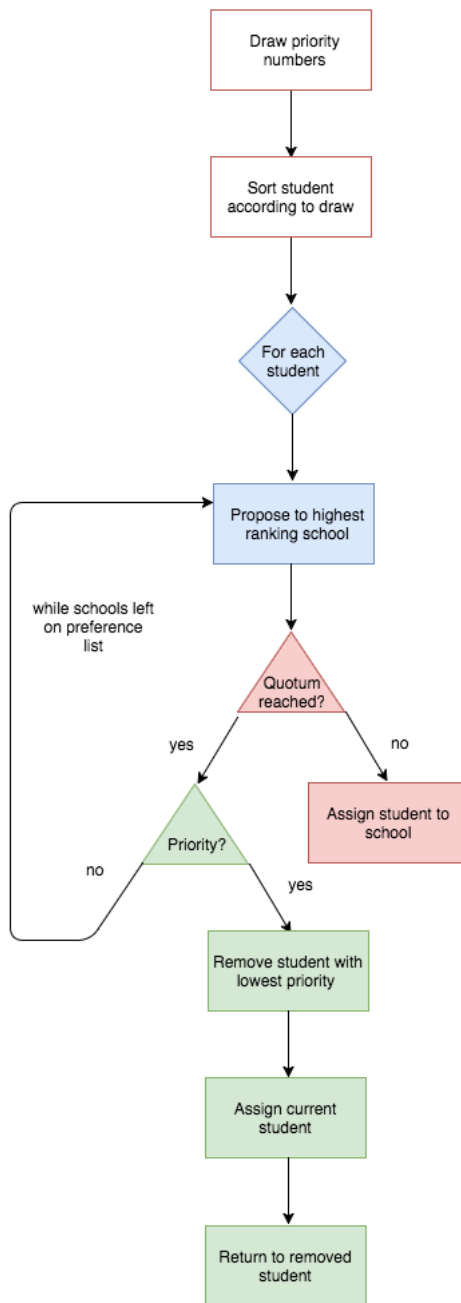 Draw priority
numbers
Sort student
according to draw
For each
student
Propose to highest
ranking school
while schools left
on preference
list
Quotum
reached?
yes
no
Assign student to
school
Priority?
no
yes
Remove student with
lowest priority
Assign current
student
Return to removed
student